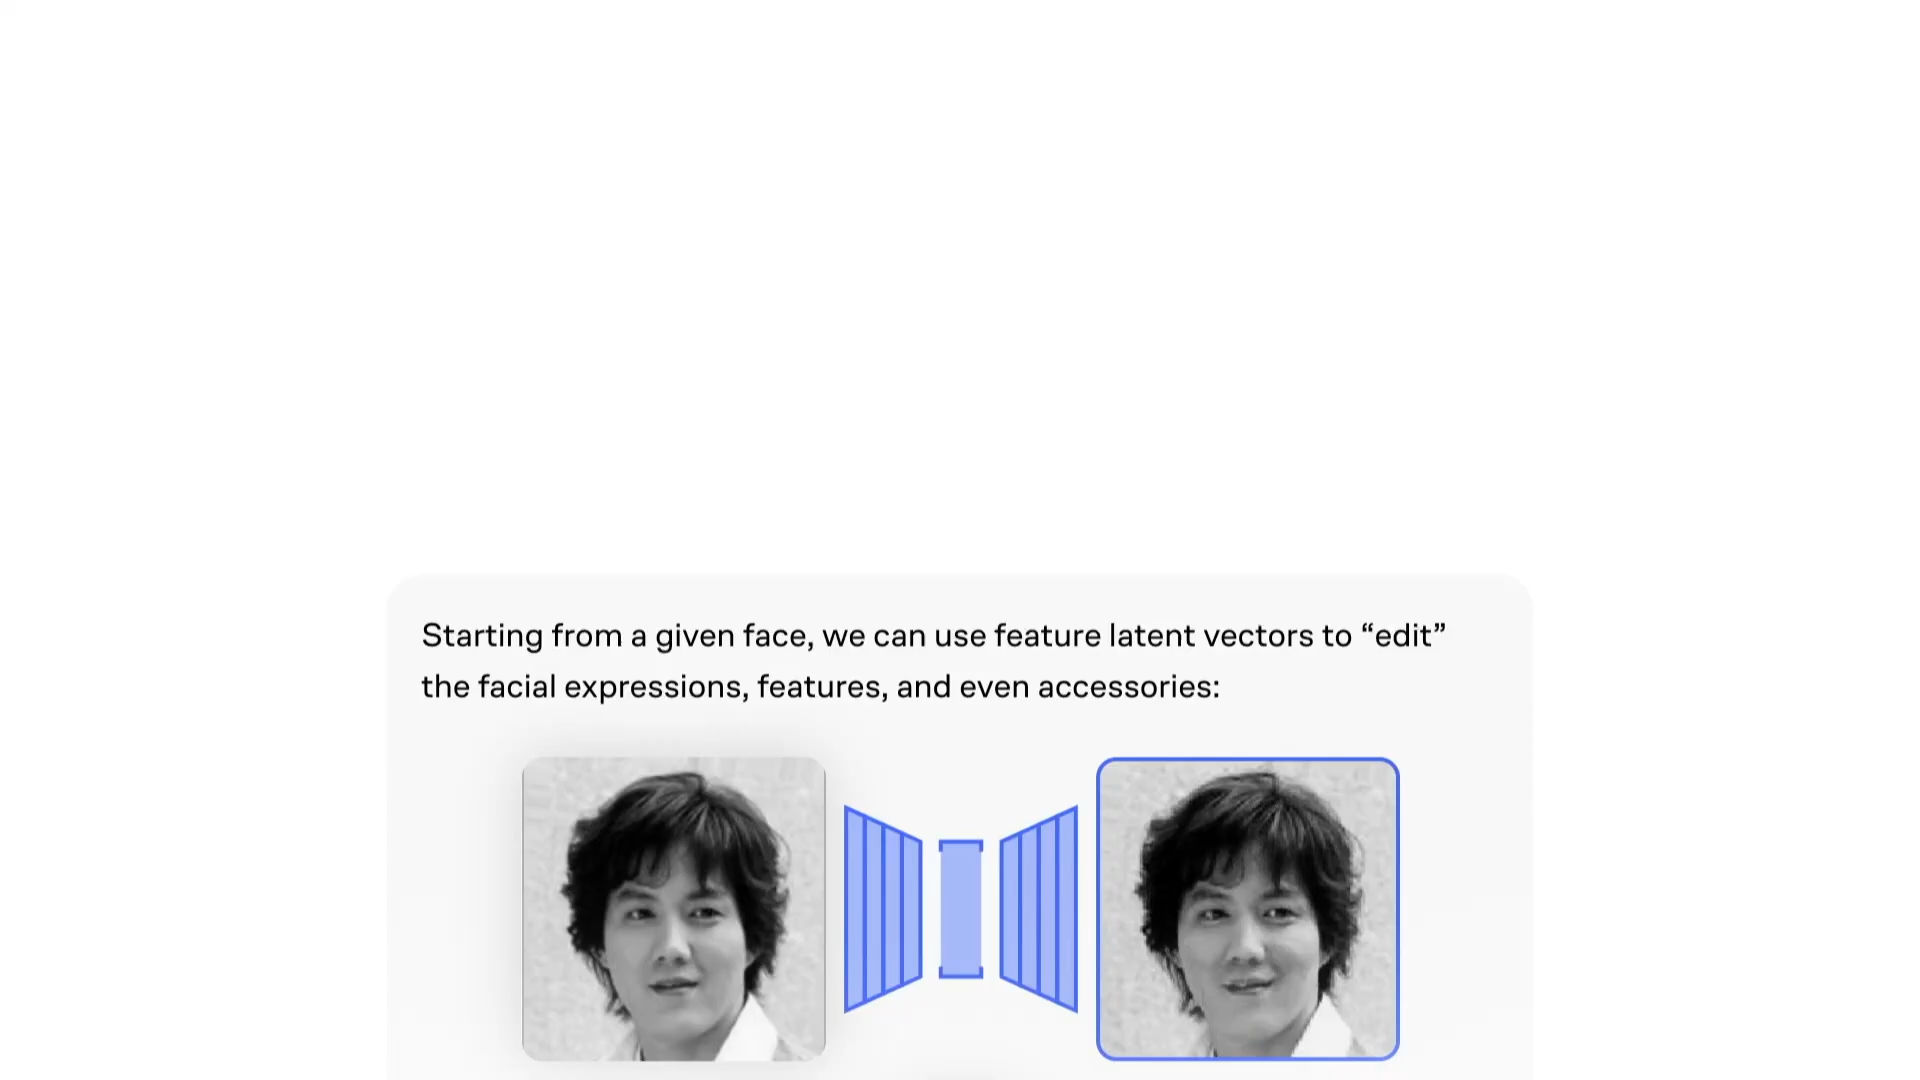 Starting from a given face, we can use feature latent vectors to “edit”
the facial expressions, features, and even accessories: